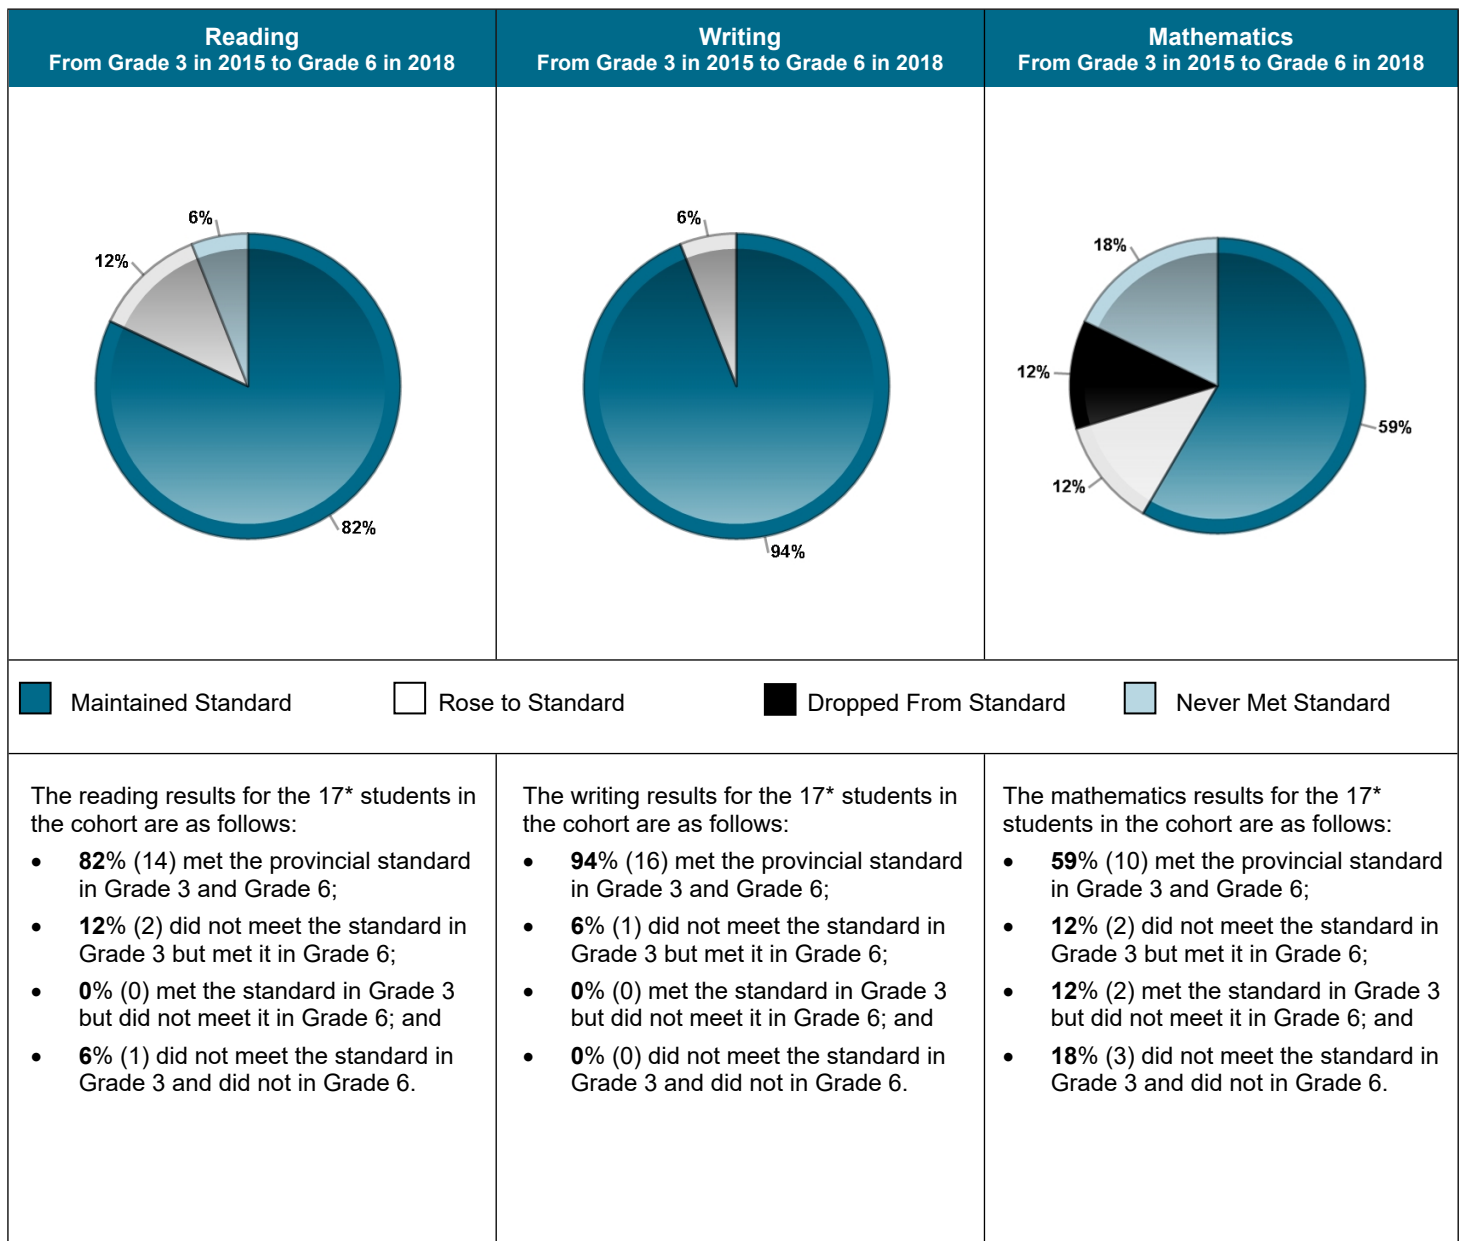 Reading
From Grade 3 in 2015 to Grade 6 in 2018
Writing
From Grade 3 in 2015 to Grade 6 in 2018
Mathematics
From Grade 3 in 2015 to Grade 6 in 2018
6%
12%
82%
6%
94%
18%
12%
12%
59%
Maintained Standard
Rose to Standard
Dropped From Standard
Never Met Standard
The reading results for the 17* students in
the cohort are as follows:
• 82% (14) met the provincial standard
in Grade 3 and Grade 6;
• 12% (2) did not meet the standard in
Grade 3 but met it in Grade 6;
• 0% (0) met the standard in Grade 3
but did not meet it in Grade 6; and
• 6% (1) did not meet the standard in
Grade 3 and did not in Grade 6.
The writing results for the 17* students in
the cohort are as follows:
• 94% (16) met the provincial standard
in Grade 3 and Grade 6;
• 6% (1) did not meet the standard in
Grade 3 but met it in Grade 6;
• 0% (0) met the standard in Grade 3
but did not meet it in Grade 6; and
• 0% (0) did not meet the standard in
Grade 3 and did not in Grade 6.
The mathematics results for the 17*
students in the cohort are as follows:
• 59% (10) met the provincial standard
in Grade 3 and Grade 6;
• 12% (2) did not meet the standard in
Grade 3 but met it in Grade 6;
• 12% (2) met the standard in Grade 3
but did not meet it in Grade 6; and
• 18% (3) did not meet the standard in
Grade 3 and did not in Grade 6.